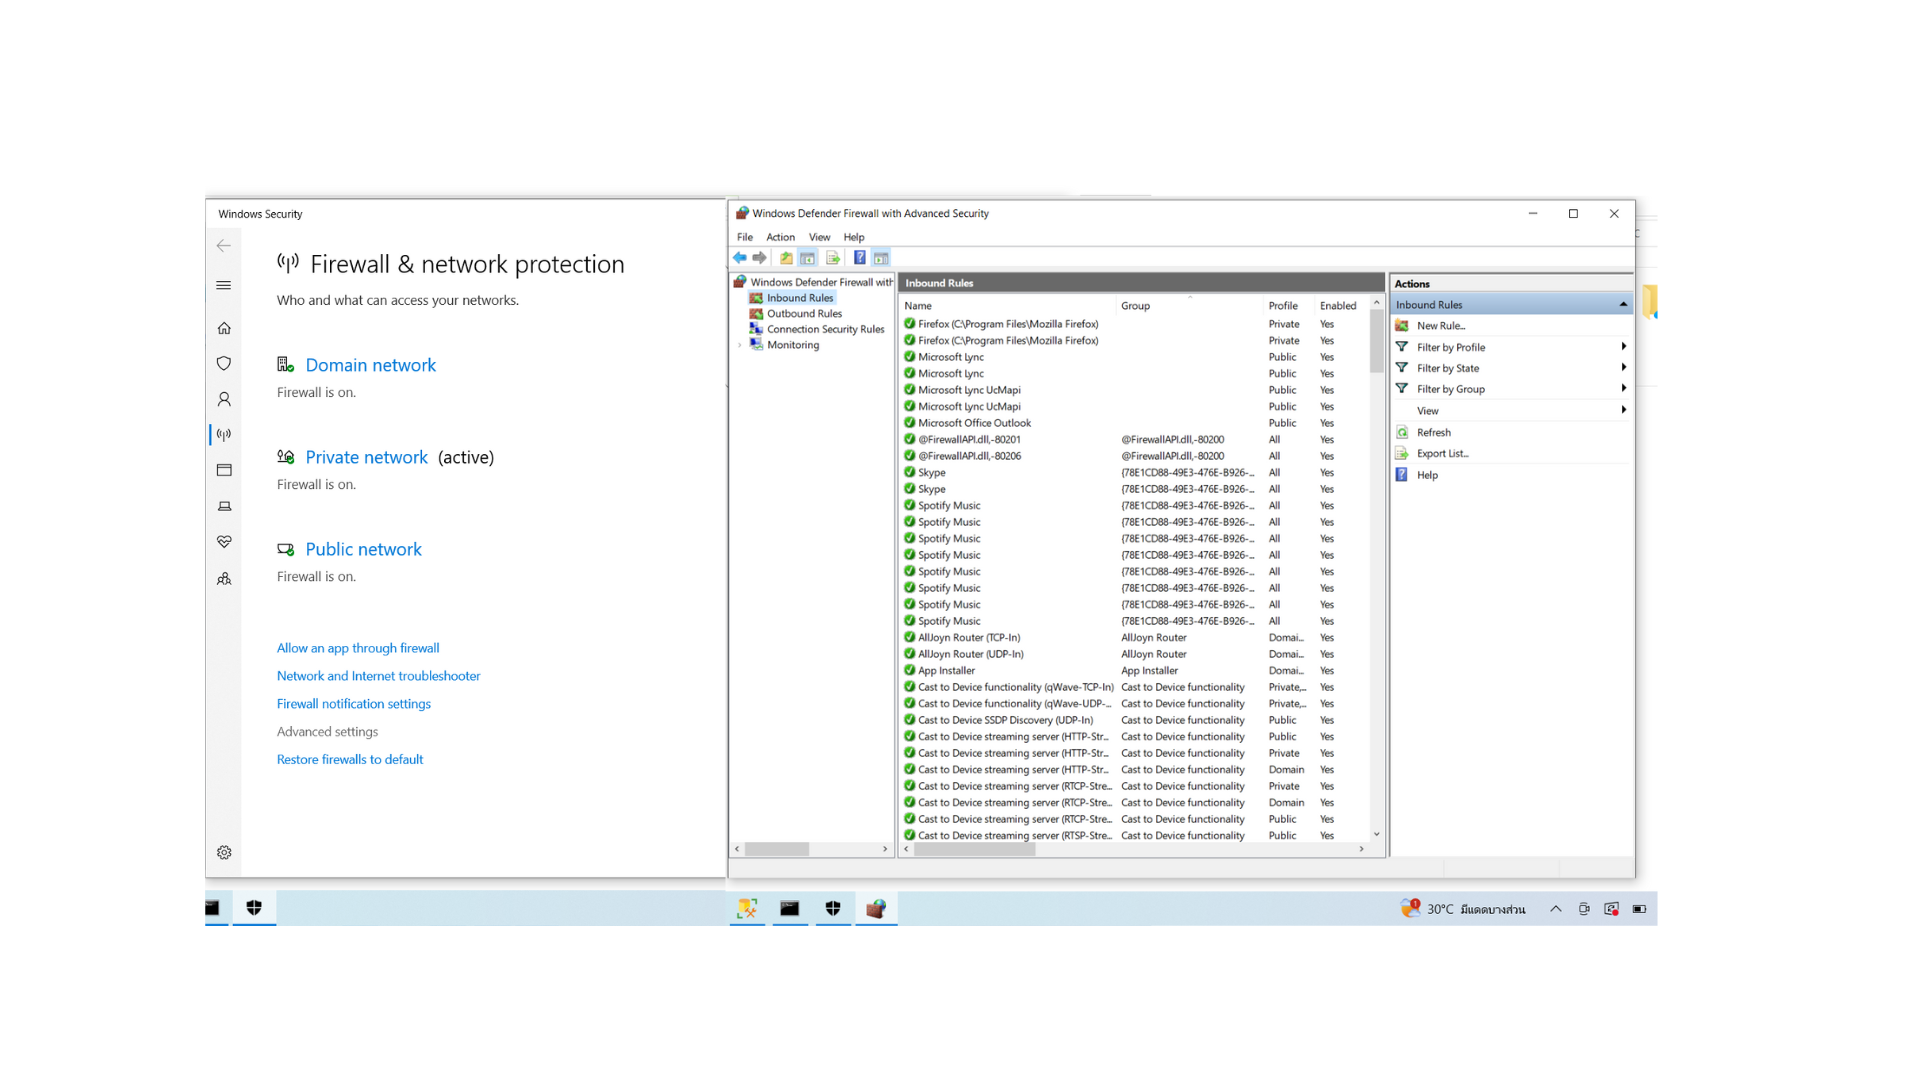 Windows Security
Firewall & network protection
Who and what can access your networks.
Domain network
Firewall is on.
Private network (active)
Firewall is on.
Public network
Firewall is on.
Allow an app through firewall
Network and Internet troubleshooter
Firewall notification settings
Advanced settings
Restore firewalls to default
Windows Defender Firewall with Advanced Security
File Action View Help
Windows Defender Firewall with
Inbound Rules
Outbound Rules
Connection Security Rules
Monitoring
Inbound Rules
Name Group Profile Enabled
Firefox (C:\Program Files\Mozilla Firefox) Private Yes
Firefox (C:\Program Files\Mozilla Firefox) Private Yes
Microsoft Lync Public Yes
Microsoft Lync Public Yes
Microsoft Lync UcMapi Public Yes
Microsoft Lync UcMapi Public Yes
Microsoft Office Outlook Public Yes
@FirewallAPI.dll,-80201 @FirewallAPI.dll,-80200 All Yes
@FirewallAPI.dll,-80206 @FirewallAPI.dll,-80200 All Yes
Skype {78E1CD88-49E3-476E-B926-... All Yes
Skype {78E1CD88-49E3-476E-B926-... All Yes
Spotify Music {78E1CD88-49E3-476E-B926-... All Yes
Spotify Music {78E1CD88-49E3-476E-B926-... All Yes
Spotify Music {78E1CD88-49E3-476E-B926-... All Yes
Spotify Music {78E1CD88-49E3-476E-B926-... All Yes
Spotify Music {78E1CD88-49E3-476E-B926-... All Yes
Spotify Music {78E1CD88-49E3-476E-B926-... All Yes
Spotify Music {78E1CD88-49E3-476E-B926-... All Yes
Spotify Music {78E1CD88-49E3-476E-B926-... All Yes
AllJoyn Router (TCP-In) AllJoyn Router Domai... Yes
AllJoyn Router (UDP-In) AllJoyn Router Domai... Yes
App Installer App Installer Domai... Yes
Cast to Device functionality (qWave-TCP-In) Cast to Device functionality Private,... Yes
Cast to Device functionality (qWave-UDP-... Cast to Device functionality Private,... Yes
Cast to Device SSDP Discovery (UDP-In) Cast to Device functionality Public Yes
Cast to Device streaming server (HTTP-Str... Cast to Device functionality Public Yes
Cast to Device streaming server (HTTP-Str... Cast to Device functionality Private Yes
Cast to Device streaming server (HTTP-Str... Cast to Device functionality Domain Yes
Cast to Device streaming server (RTCP-Stre... Cast to Device functionality Private Yes
Cast to Device streaming server (RTCP-Stre... Cast to Device functionality Domain Yes
Cast to Device streaming server (RTCP-Stre... Cast to Device functionality Public Yes
Cast to Device streaming server (RTSP-Stre... Cast to Device functionality Public Yes
Actions
Inbound Rules
New Rule...
Filter by Profile
Filter by State
Filter by Group
View
Refresh
Export List...
Help
30°C มีแดดบางส่วน